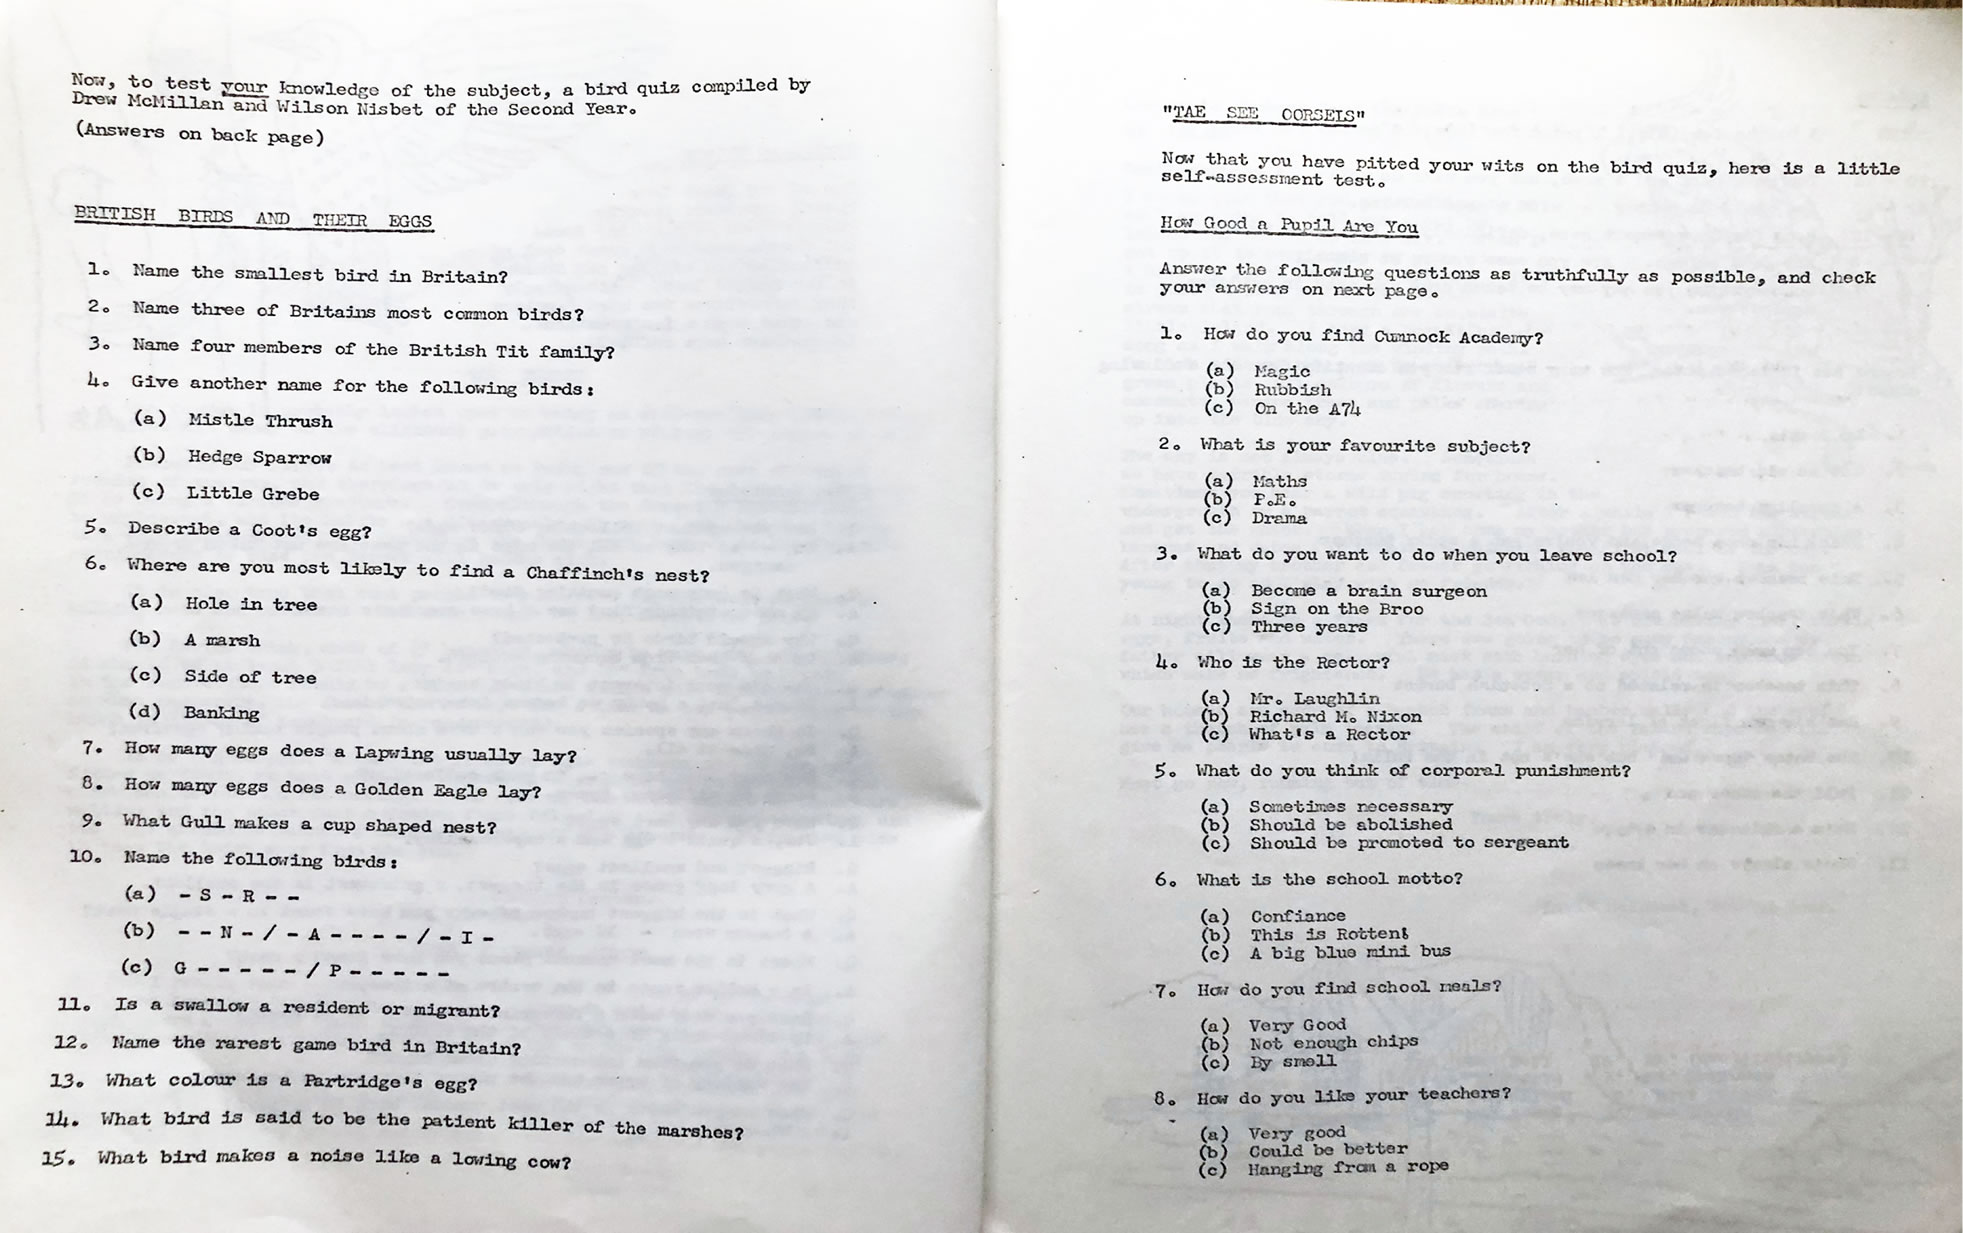 Now, to test your knowledge of the subject, a bird quiz compiled by
Drew McMillan and Wilson Nisbet of the Second Year.
(Answers on back page)
BRITISH BIRDS AND THEIR EGGS
1. Name the smallest bird in Britain?
2. Name three of Britains most common birds?
3. Name four members of the British Tit family?
4. Give another name for the following birds:
(a) Mistle Thrush
(b) Hedge Sparrow
(c) Little Grebe
5. Describe a Coot's egg?
6. Where are you most likely to find a Chaffinch's nest?
(a) Hole in tree
(b) A marsh
(c) Side of tree
(d) Banking
7. How many eggs does a Lapwing usually lay?
8. How many eggs does a Golden Eagle lay?
9. What Gull makes a cup shaped nest?
10. Name the following birds:
(a) - S - R - -
(b) - - N - / - A - - - - / - I -
(c) G - - - - - / P - - - - -
11. Is a swallow a resident or migrant?
12. Name the rarest game bird in Britain?
13. What colour is a Partridge's egg?
14. What bird is said to be the patient killer of the marshes?
15. What bird makes a noise like a lowing cow?
"TAE SEE OORSELS"
Now that you have pitted your wits on the bird quiz, here is a little
self-assessment test.
How Good a Pupil Are You
Answer the following questions as truthfully as possible, and check
your answers on next page.
1. How do you find Cumnock Academy?
(a) Magic
(b) Rubbish
(c) On the A74
2. What is your favourite subject?
(a) Maths
(b) P.E.
(c) Drama
3. What do you want to do when you leave school?
(a) Become a brain surgeon
(b) Sign on the Broo
(c) Three years
4. Who is the Rector?
(a) Mr. Laughlin
(b) Richard M. Nixon
(c) What's a Rector
5. What do you think of corporal punishment?
(a) Sometimes necessary
(b) Should be abolished
(c) Should be promoted to sergeant
6. What is the school motto?
(a) Confiance
(b) This is Rotten!
(c) A big blue mini bus
7. How do you find school meals?
(a) Very Good
(b) Not enough chips
(c) By smell
8. How do you like your teachers?
(a) Very good
(b) Could be better
(c) Hanging from a rope